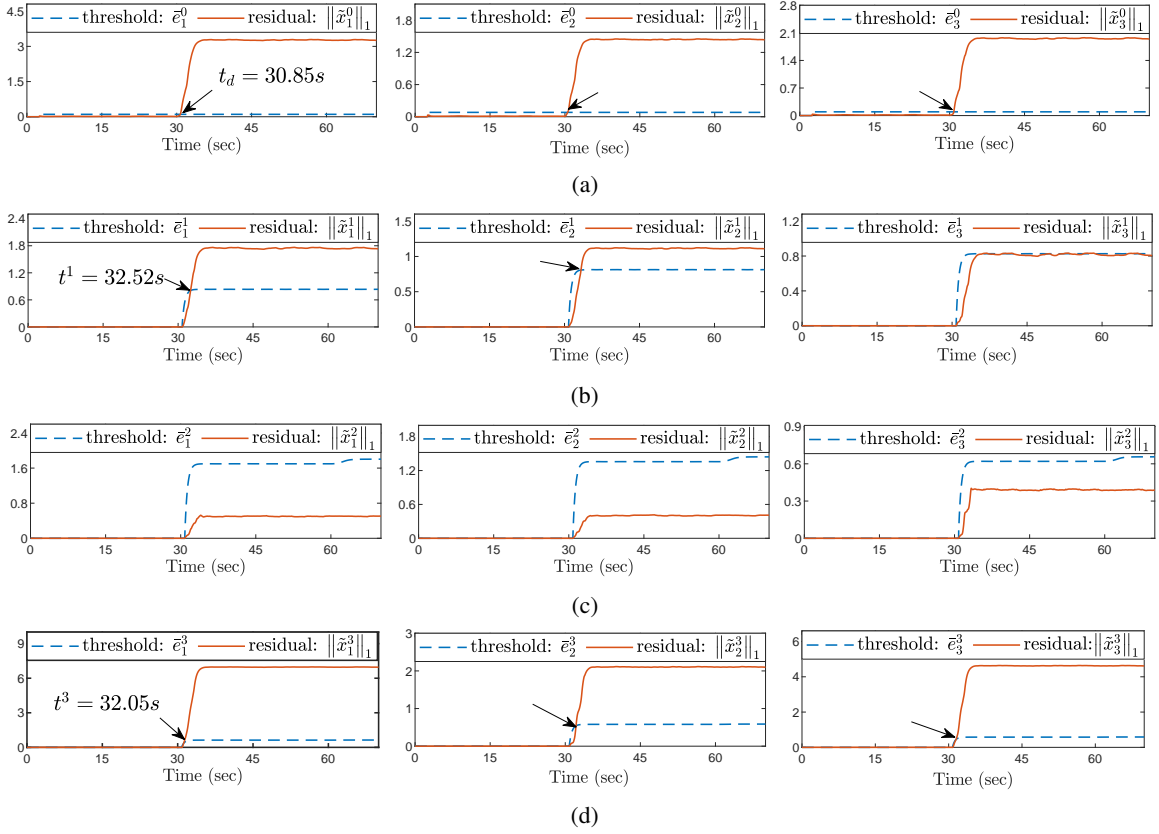 threshold: ē₁⁰ residual: ‖x̃₁⁰‖₁
4.5
3
1.5
0
t_d = 30.85s
0 15 30 45 60
Time (sec)
threshold: ē₂⁰ residual: ‖x̃₂⁰‖₁
1.8
1.2
0.6
0
0 15 30 45 60
Time (sec)
threshold: ē₃⁰ residual: ‖x̃₃⁰‖₁
2.8
2.1
1.4
0.7
0
0 15 30 45 60
Time (sec)
(a)
threshold: ē₁¹ residual: ‖x̃₁¹‖₁
2.4
1.8
1.2
0.6
0
t¹ = 32.52s
0 15 30 45 60
Time (sec)
threshold: ē₂¹ residual: ‖x̃₂¹‖₁
1.5
1
0.5
0
0 15 30 45 60
Time (sec)
threshold: ē₃¹ residual: ‖x̃₃¹‖₁
1.2
0.8
0.4
0
0 15 30 45 60
Time (sec)
(b)
threshold: ē₁² residual: ‖x̃₁²‖₁
2.4
1.6
0.8
0
0 15 30 45 60
Time (sec)
threshold: ē₂² residual: ‖x̃₂²‖₁
1.8
1.2
0.6
0
0 15 30 45 60
Time (sec)
threshold: ē₃² residual: ‖x̃₃²‖₁
0.9
0.6
0.3
0
0 15 30 45 60
Time (sec)
(c)
threshold: ē₁³ residual: ‖x̃₁³‖₁
9
6
3
0
t³ = 32.05s
0 15 30 45 60
Time (sec)
threshold: ē₂³ residual: ‖x̃₂³‖₁
3
2
1
0
0 15 30 45 60
Time (sec)
threshold: ē₃³ residual:‖x̃₃³‖₁
6
4
2
0
0 15 30 45 60
Time (sec)
(d)